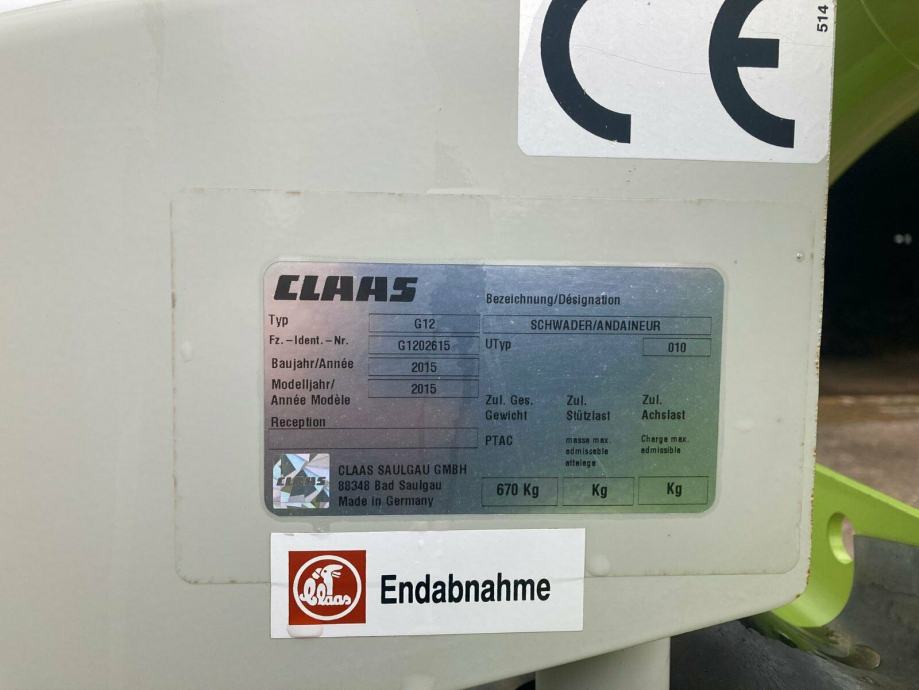 CE
514
CLAAS
Bezeichnung/Désignation
Typ G12 SCHWADER/ANDAINEUR
Fz.-Ident.-Nr. G1202615 UTyp 010
Baujahr/Année 2015
Modelljahr/
Année Modèle 2015
Zul. Ges. Zul. Zul.
Gewicht Stützlast Achslast
Reception
PTAC masse max. Charge max.
admissible admissible
attelage
CLAAS
CLAAS SAULGAU GMBH
88348 Bad Saulgau
Made in Germany
670 Kg Kg Kg
Claas
Endabnahme